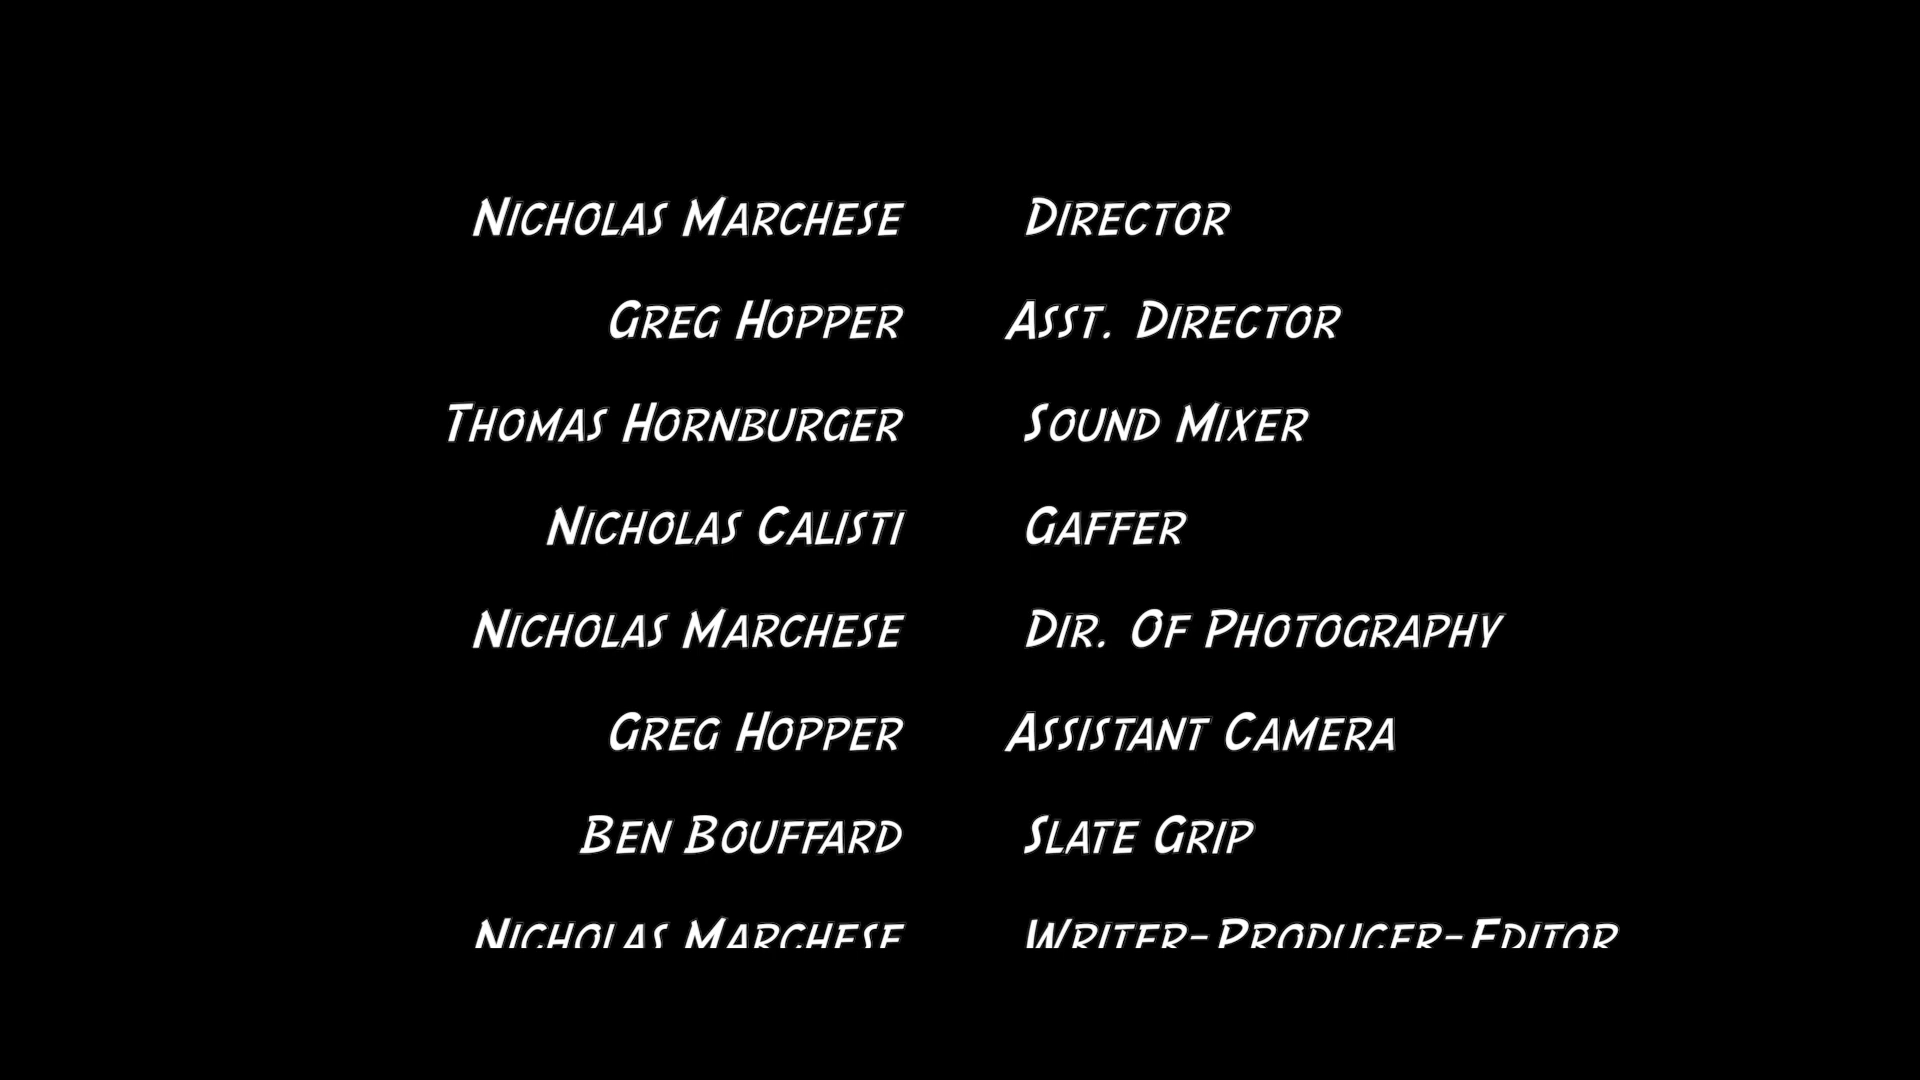 Nicholas Marchese Director
Greg Hopper Asst. Director
Thomas Hornburger Sound Mixer
Nicholas Calisti Gaffer
Nicholas Marchese Dir. Of Photography
Greg Hopper Assistant Camera
Ben Bouffard Slate Grip
Nicholas Marchese Writer-Producer-Editor